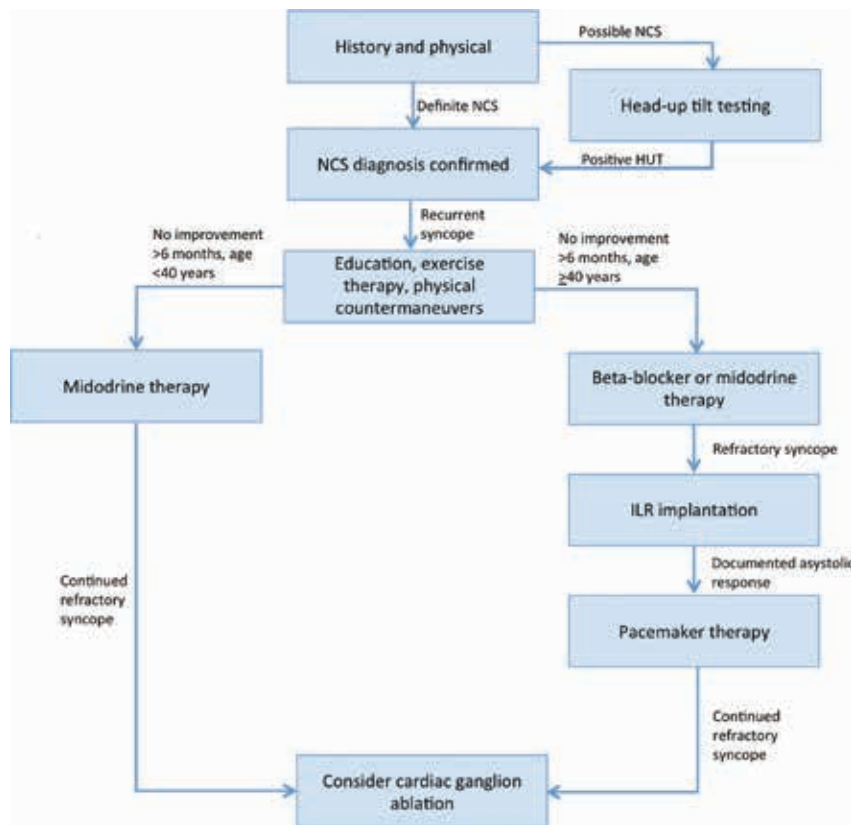 History and physical
Possible NCS
Head-up tilt testing
Definite NCS
NCS diagnosis confirmed
Positive HUT
Recurrent
syncope
No improvement
>6 months, age
<40 years
Education, exercise
therapy, physical
countermaneuvers
No improvement
>6 months, age
≥40 years
Midodrine therapy
Beta-blocker or midodrine
therapy
Refractory syncope
ILR implantation
Documented asystolic
response
Pacemaker therapy
Continued
refractory
syncope
Continued
refractory
syncope
Consider cardiac ganglion
ablation